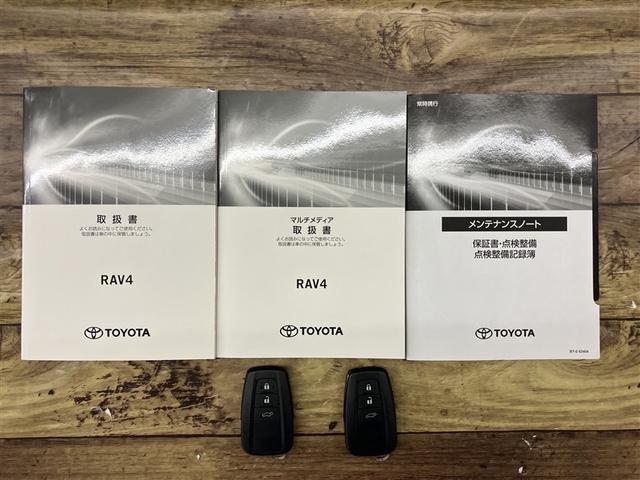 取扱書
よくお読みになってご使用ください。
取扱書は車の中に保管しましょう。
RAV4
TOYOTA
マルチメディア
取扱書
よくお読みになってご使用ください。
取扱書は車の中に保管しましょう。
RAV4
TOYOTA
常時携行
メンテナンスノート
保証書・点検整備
点検整備記録簿
TOYOTA